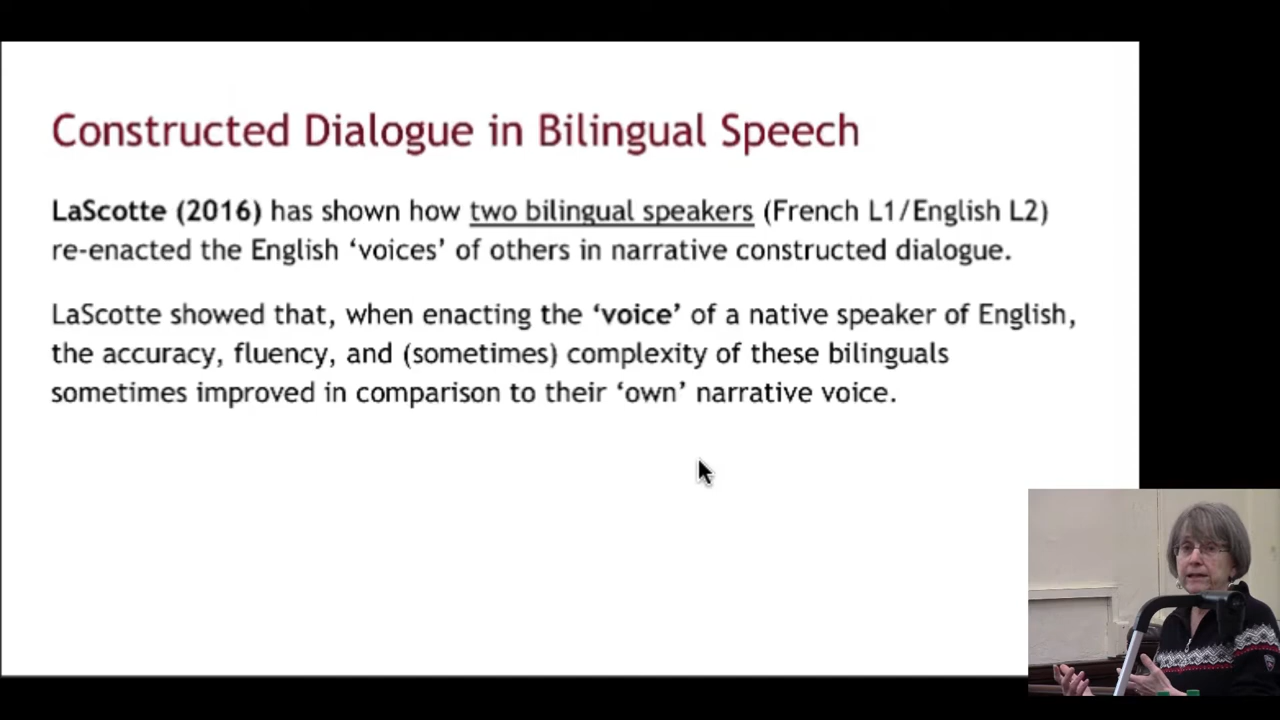 Constructed Dialogue in Bilingual Speech
LaScotte (2016) has shown how two bilingual speakers (French L1/English L2)
re-enacted the English ‘voices’ of others in narrative constructed dialogue.
LaScotte showed that, when enacting the ‘voice’ of a native speaker of English,
the accuracy, fluency, and (sometimes) complexity of these bilinguals
sometimes improved in comparison to their ‘own’ narrative voice.